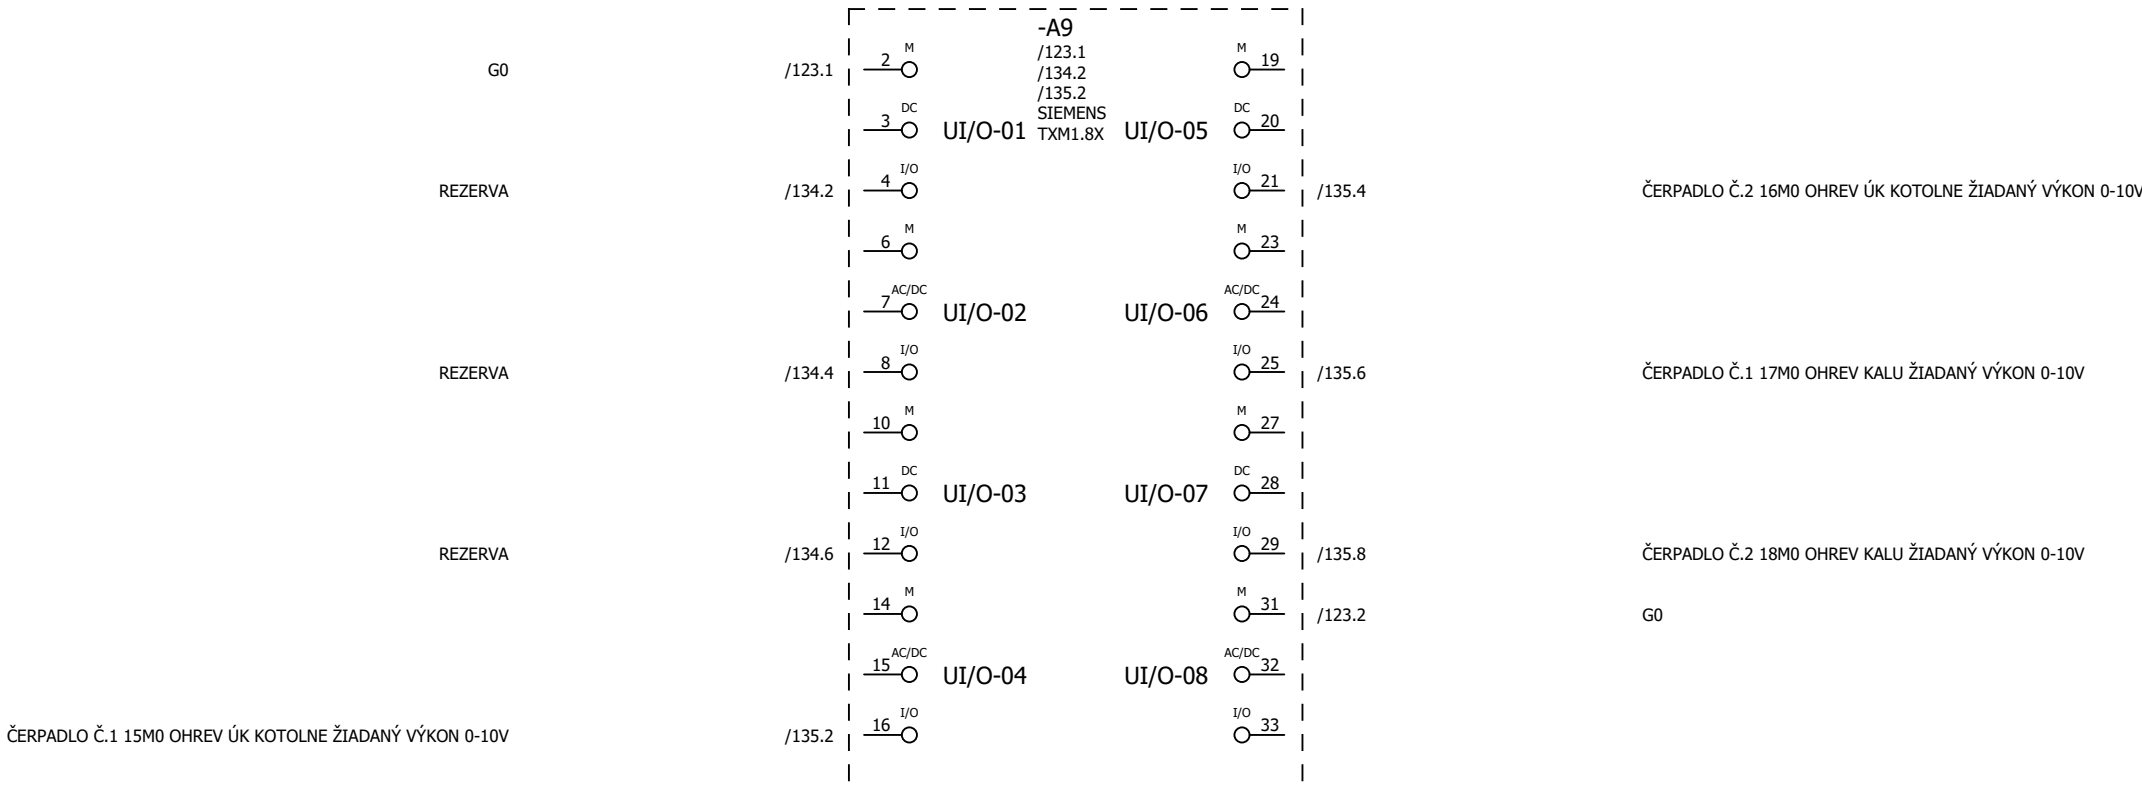 -A9
/123.1
/134.2
/135.2
SIEMENS
TXM1.8X
G0 /123.1 2 M M 19
3 DC UI/O-01 UI/O-05 DC 20
REZERVA /134.2 4 I/O I/O 21 /135.4 ČERPADLO Č.2 16M0 OHREV ÚK KOTOLNE ŽIADANÝ VÝKON 0-10V
6 M M 23
7 AC/DC UI/O-02 UI/O-06 AC/DC 24
REZERVA /134.4 8 I/O I/O 25 /135.6 ČERPADLO Č.1 17M0 OHREV KALU ŽIADANÝ VÝKON 0-10V
10 M M 27
11 DC UI/O-03 UI/O-07 DC 28
REZERVA /134.6 12 I/O I/O 29 /135.8 ČERPADLO Č.2 18M0 OHREV KALU ŽIADANÝ VÝKON 0-10V
14 M M 31 /123.2 G0
15 AC/DC UI/O-04 UI/O-08 AC/DC 32
ČERPADLO Č.1 15M0 OHREV ÚK KOTOLNE ŽIADANÝ VÝKON 0-10V /135.2 16 I/O I/O 33